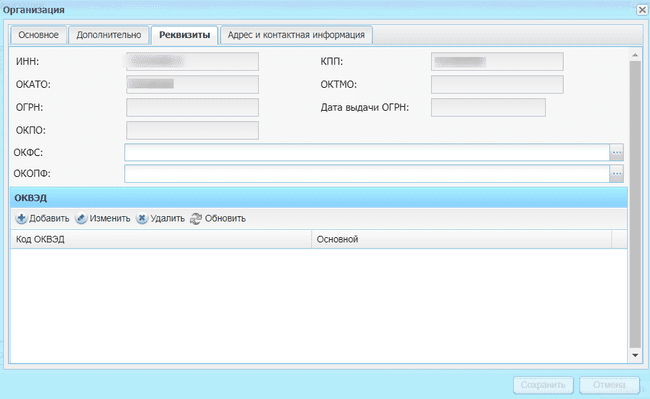 Организация
Основное Дополнительно Реквизиты Адрес и контактная информация
ИНН: КПП:
ОКАТО: ОКТМО:
ОГРН: Дата выдачи ОГРН:
ОКПО:
ОКФС: ...
ОКОПФ: ...
ОКВЭД
Добавить Изменить Удалить Обновить
Код ОКВЭД Основной
Сохранить Отмена